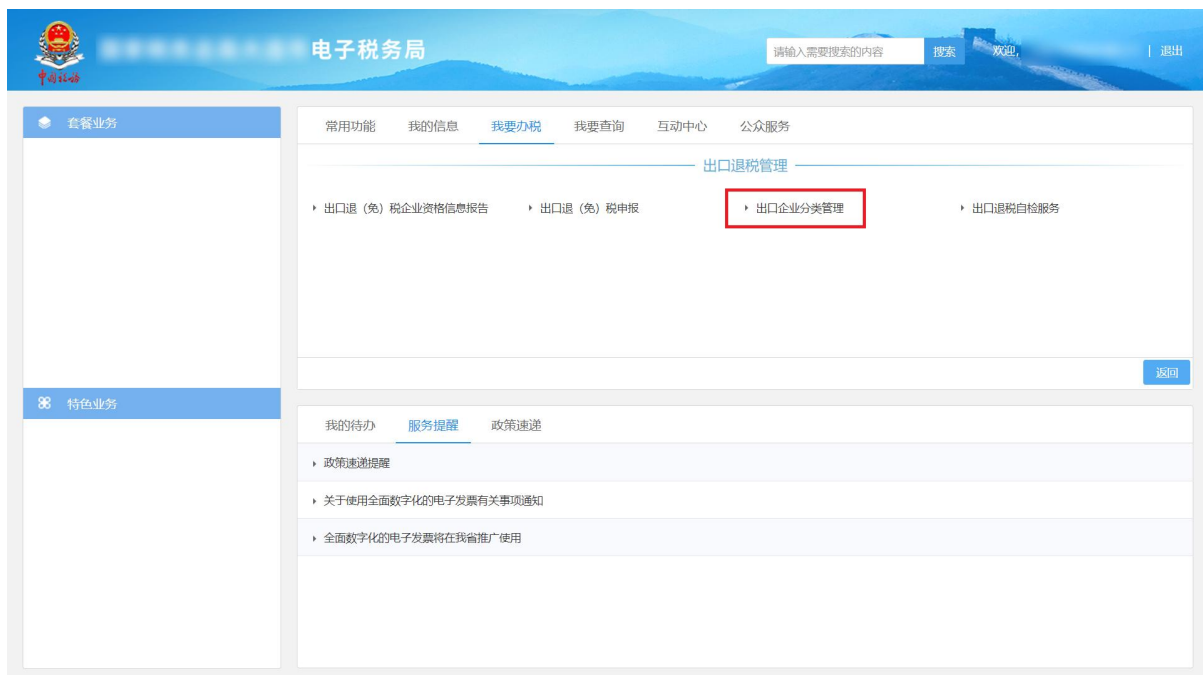 电子税务局
请输入需要搜索的内容 搜索 欢迎, | 退出
中国税务
套餐业务
常用功能 我的信息 我要办税 我要查询 互动中心 公众服务
出口退税管理
出口退（免）税企业资格信息报告 出口退（免）税申报 出口企业分类管理 出口退税自检服务
返回
特色业务
我的待办 服务提醒 政策速递
政策速递提醒
关于使用全面数字化的电子发票有关事项通知
全面数字化的电子发票将在我省推广使用